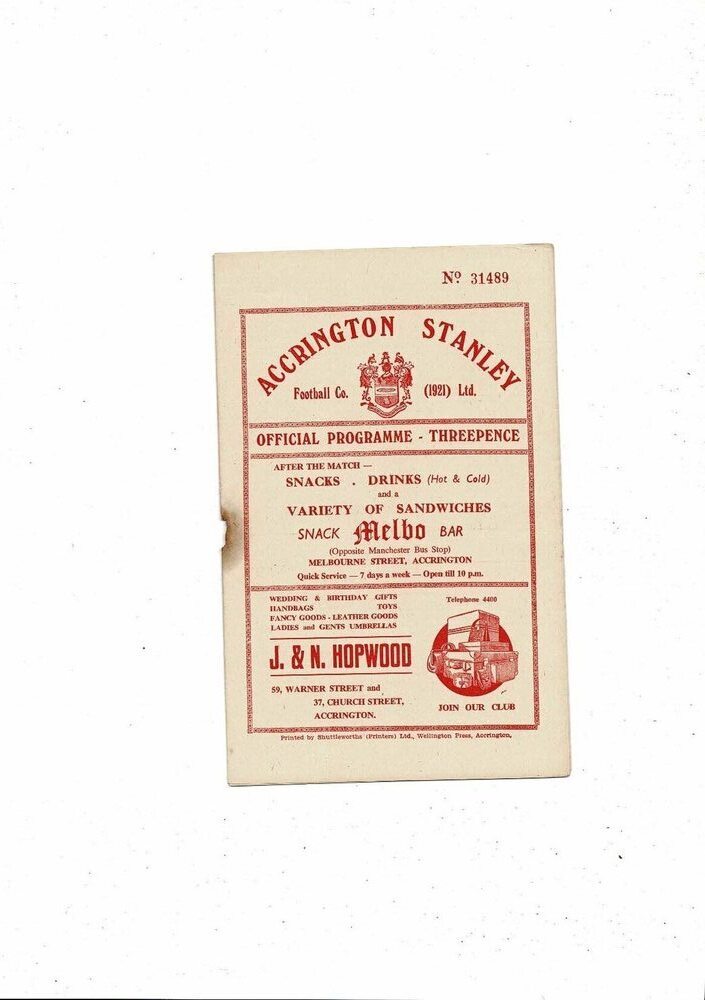 Nº 31489
ACCRINGTON STANLEY
Football Co. (1921) Ltd.
OFFICIAL PROGRAMME - THREEPENCE
AFTER THE MATCH —
SNACKS . DRINKS (Hot & Cold)
and a
VARIETY OF SANDWICHES
SNACK Melbo BAR
(Opposite Manchester Bus Stop)
MELBOURNE STREET, ACCRINGTON
Quick Service — 7 days a week — Open till 10 p.m.
WEDDING & BIRTHDAY GIFTS
HANDBAGS TOYS
FANCY GOODS - LEATHER GOODS
LADIES and GENTS UMBRELLAS
J. & N. HOPWOOD
59, WARNER STREET and
37, CHURCH STREET,
ACCRINGTON.
Telephone 4400
JOIN OUR CLUB
Printed by Shuttleworths (Printers) Ltd., Wellington Press, Accrington,